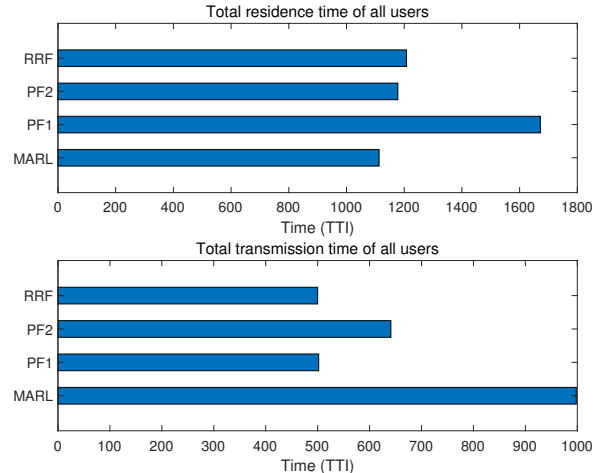 Total residence time of all users
RRF
PF2
PF1
MARL
0 200 400 600 800 1000 1200 1400 1600 1800
Time (TTI)
Total transmission time of all users
RRF
PF2
PF1
MARL
0 100 200 300 400 500 600 700 800 900 1000
Time (TTI)